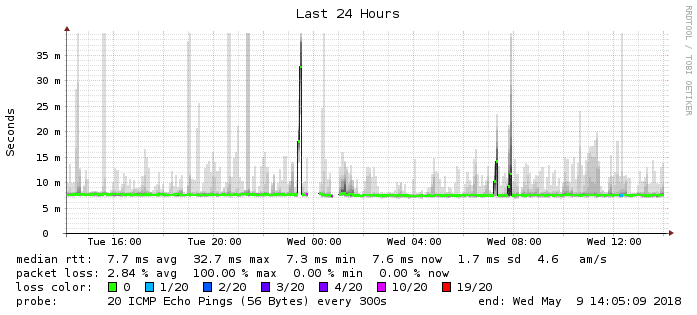 Last 24 Hours
RRDTOOL / TOBI OETIKER
Seconds
35 m
30 m
25 m
20 m
15 m
10 m
5 m
0
Tue 16:00 Tue 20:00 Wed 00:00 Wed 04:00 Wed 08:00 Wed 12:00
median rtt: 7.7 ms avg 32.7 ms max 7.3 ms min 7.6 ms now 1.7 ms sd 4.6 am/s
packet loss: 2.84 % avg 100.00 % max 0.00 % min 0.00 % now
loss color: 0 1/20 2/20 3/20 4/20 10/20 19/20
probe: 20 ICMP Echo Pings (56 Bytes) every 300s end: Wed May 9 14:05:09 2018